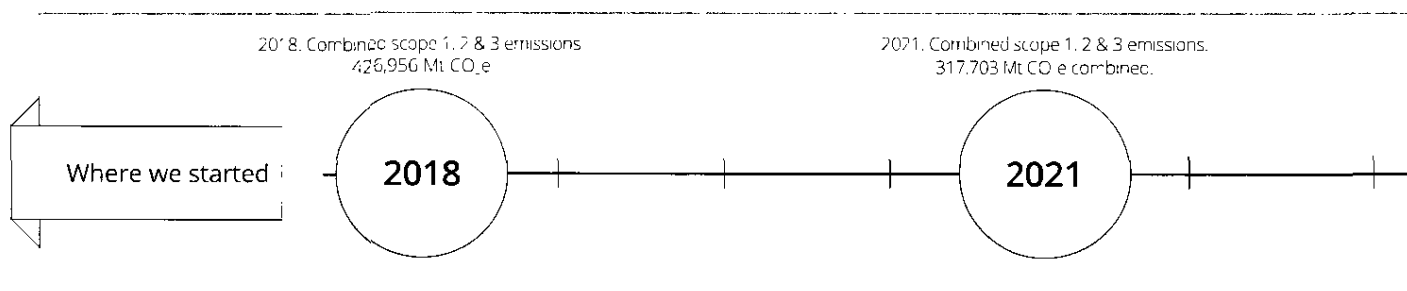 2018. Combined scope 1, 2 & 3 emissions
426,956 Mt CO₂e
2021. Combined scope 1, 2 & 3 emissions.
317.703 Mt CO e combined.
Where we started
2018
2021